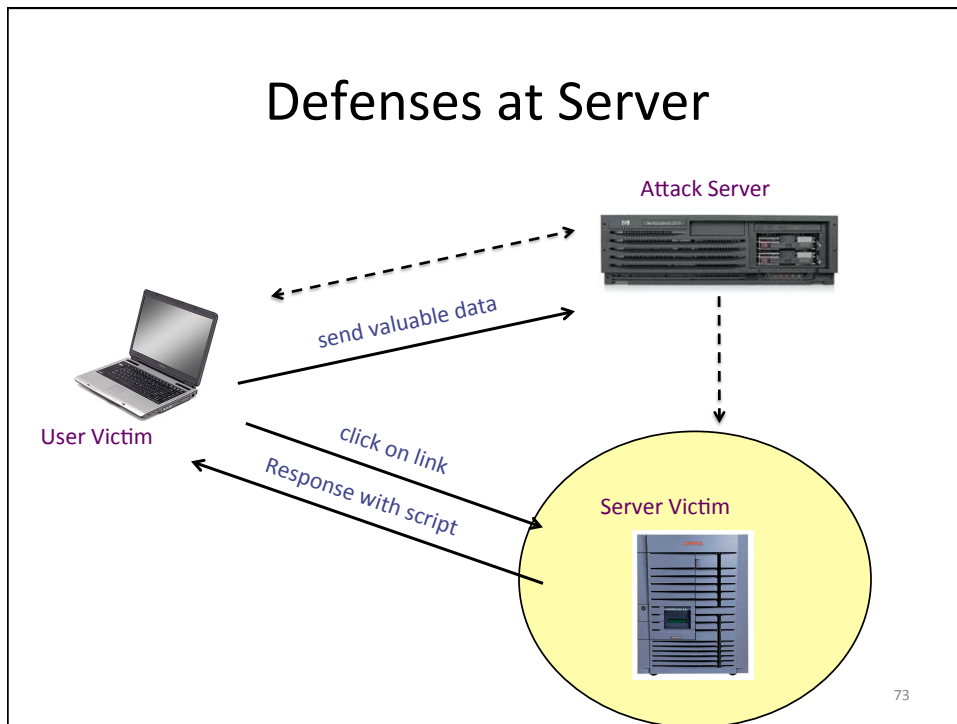 Defenses at Server
Attack Server
send valuable data
User Victim
click on link
Response with script
Server Victim
73